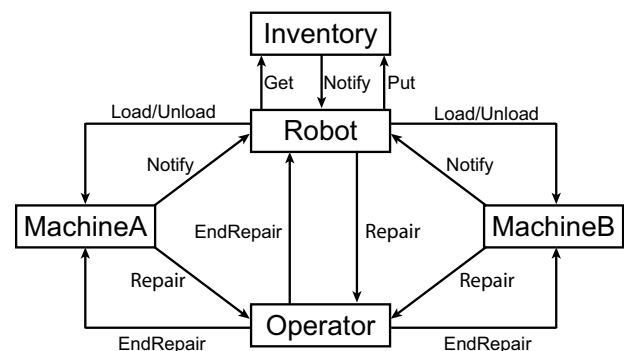 Inventory
Get
Notify
Put
Load/Unload
Robot
Load/Unload
Notify
Notify
MachineA
EndRepair
Repair
MachineB
Repair
Repair
Operator
EndRepair
EndRepair